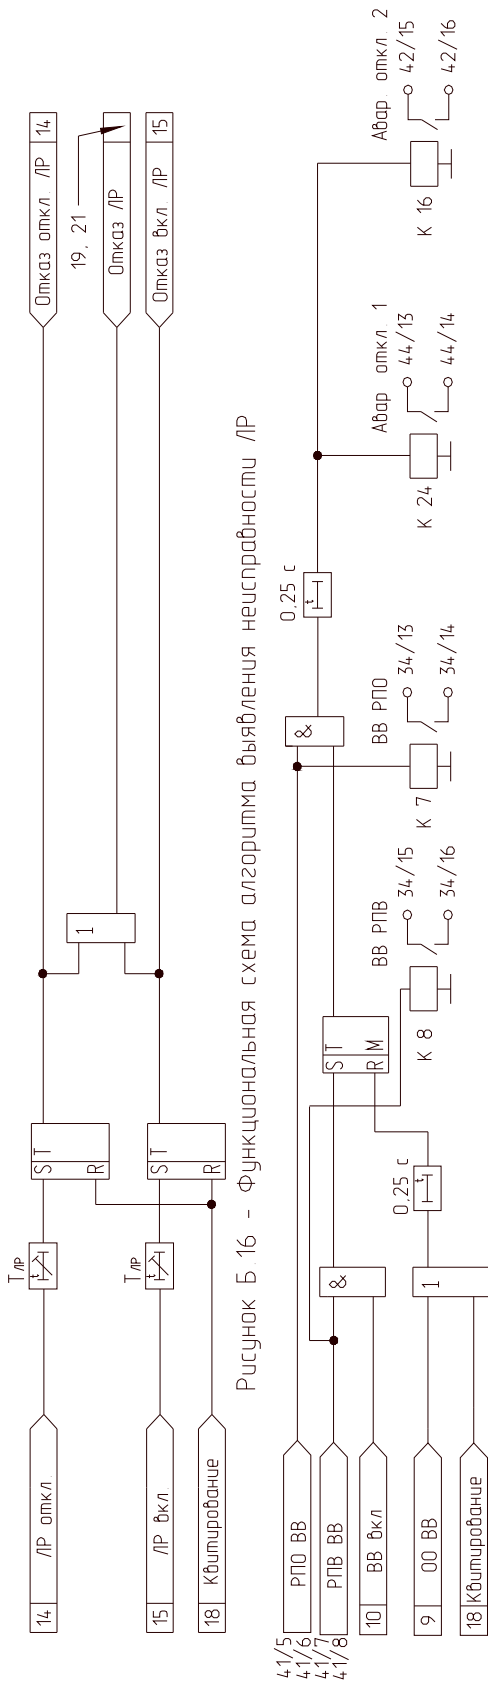 14 ЛР откл.
Тлр
t
S T
R
Отказ откл. ЛР 14
1
19, 21
Отказ ЛР
15 ЛР вкл.
Тлр
t
S T
R
Отказ вкл. ЛР 15
18 Квитирование
Рисунок Б.16 - Функциональная схема алгоритма выявления неисправности ЛР
41/5
41/6
РПО ВВ
41/7
41/8
РПВ ВВ
10 ВВ вкл
&
S T
R M
&
0,25 с
t
9 ОО ВВ
18 Квитирование
1
0,25 с
t
К 8
ВВ РПВ
34/15
34/16
К 7
ВВ РПО
34/13
34/14
К 24
Авар. откл. 1
44/13
44/14
К 16
Авар. откл. 2
42/15
42/16